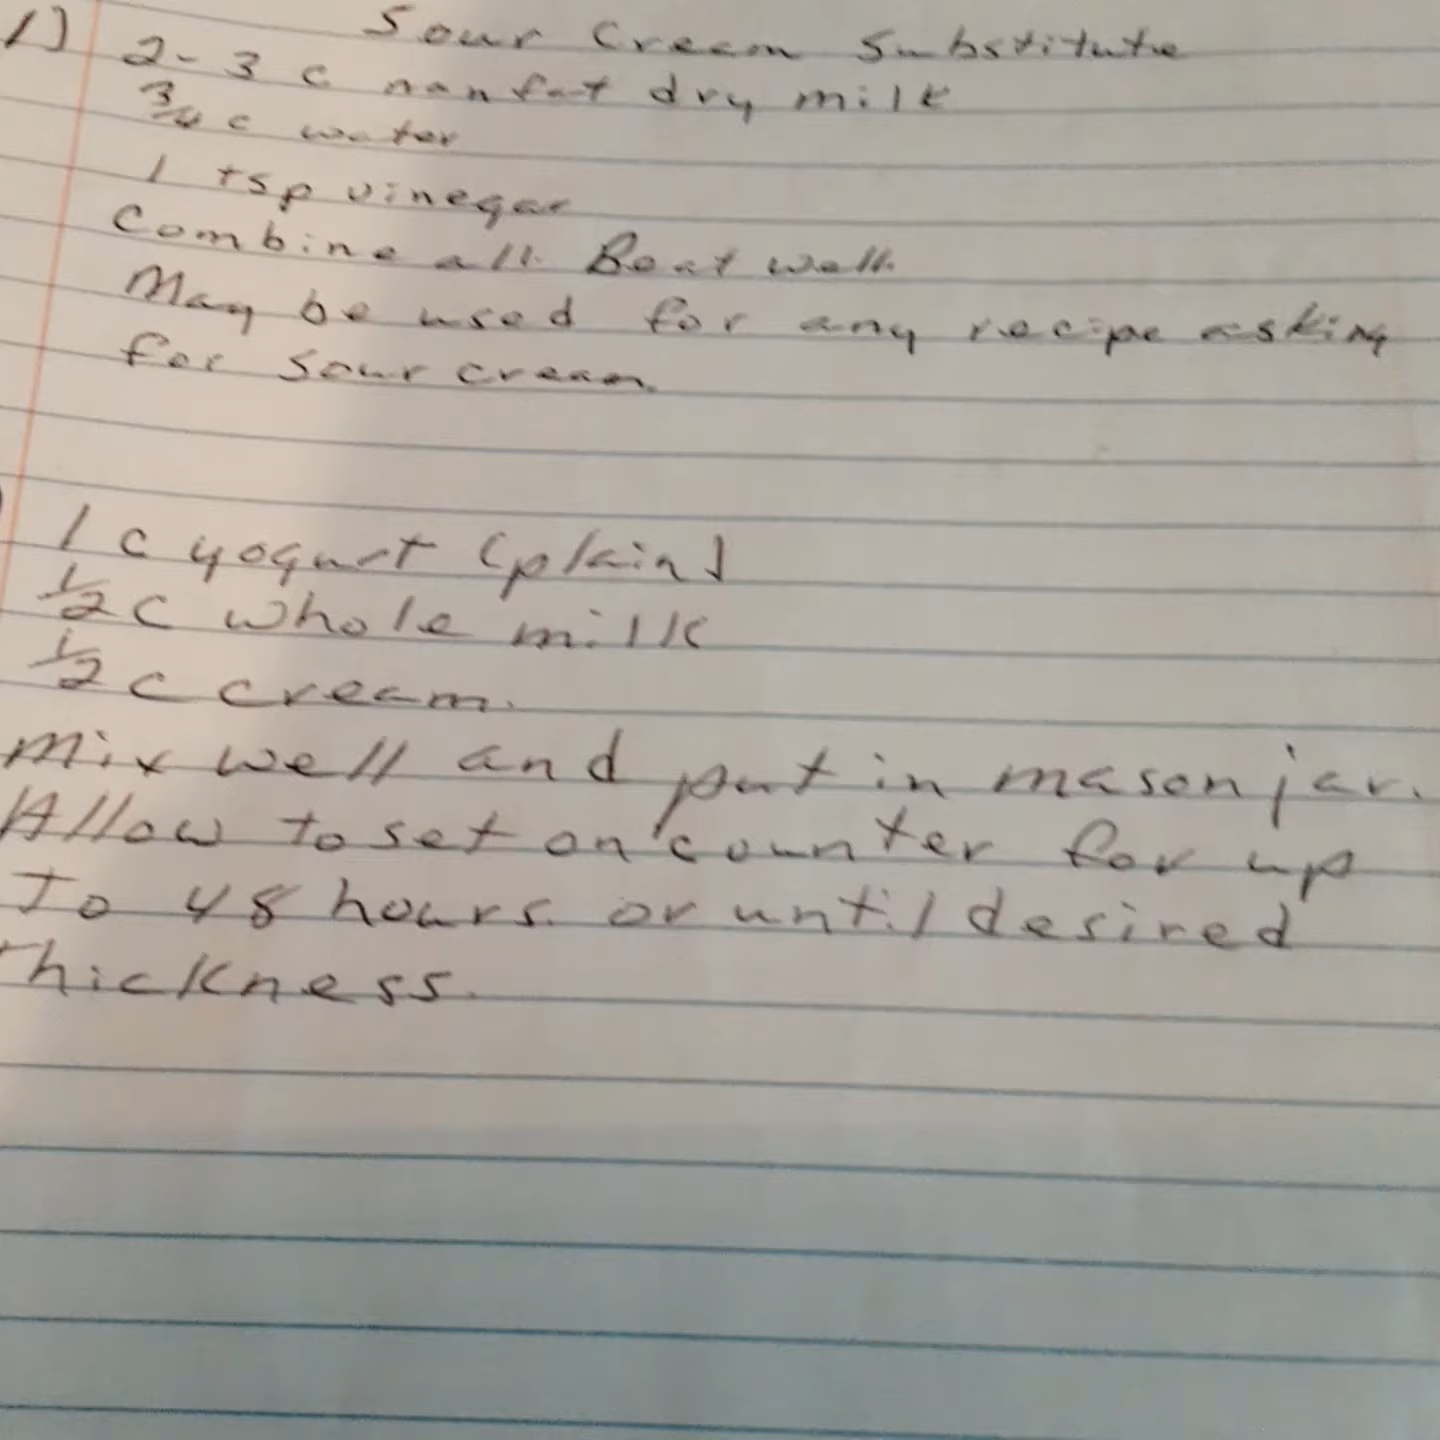 1) Sour Cream Substitute
2-3 c nonfat dry milk
3/4 c water
1 tsp vinegar
Combine all. Beat well.
May be used for any recipe asking
for sour cream.
1 c yogurt (plain)
1/2 c whole milk
1/2 c cream.
Mix well and put in mason jar.
Allow to set on counter for up
To 48 hours. or until desired
thickness.